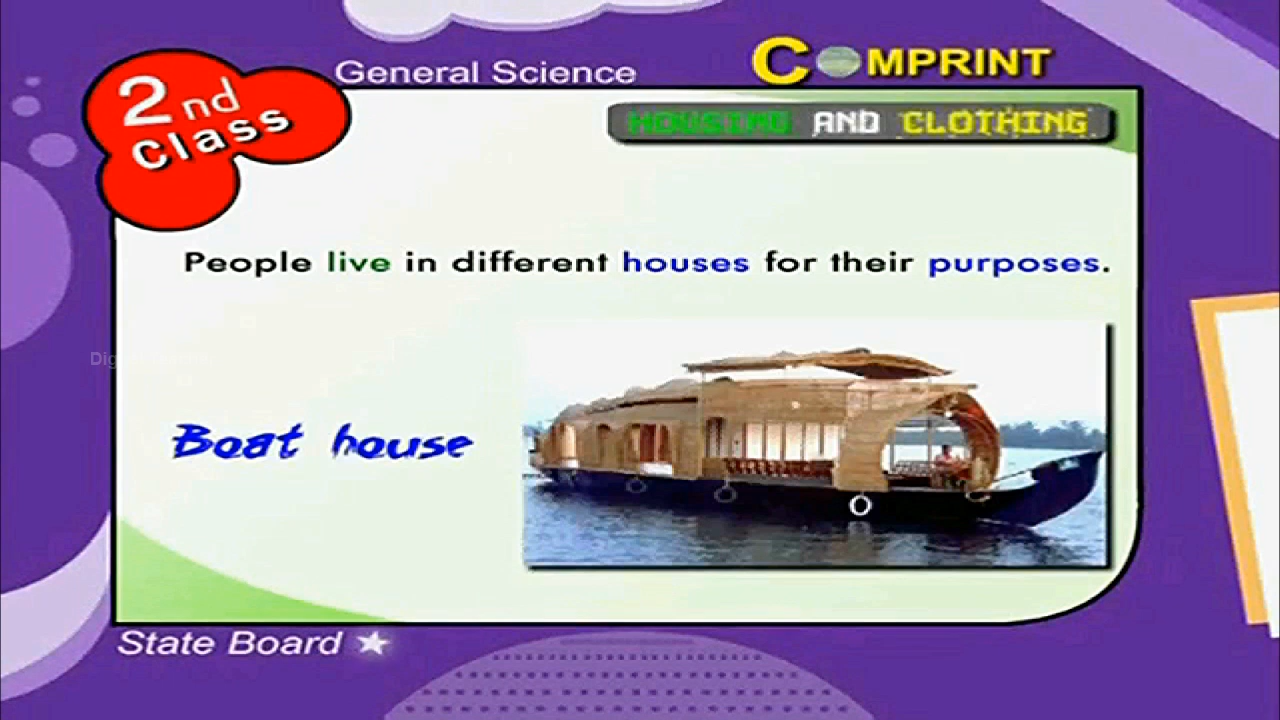 General Science
COMPRINT
2nd
Class
HOUSING AND CLOTHING
People live in different houses for their purposes.
Boat house
State Board